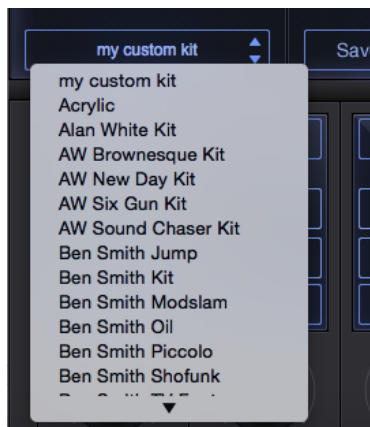 my custom kit
Sav
my custom kit
Acrylic
Alan White Kit
AW Brownesque Kit
AW New Day Kit
AW Six Gun Kit
AW Sound Chaser Kit
Ben Smith Jump
Ben Smith Kit
Ben Smith Modslam
Ben Smith Oil
Ben Smith Piccolo
Ben Smith Shofunk